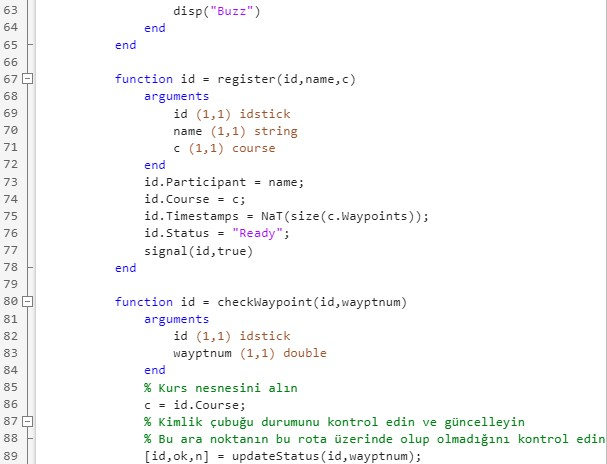 63 disp("Buzz")
64 end
65 end
66
67 function id = register(id,name,c)
68 arguments
69 id (1,1) idstick
70 name (1,1) string
71 c (1,1) course
72 end
73 id.Participant = name;
74 id.Course = c;
75 id.Timestamps = NaT(size(c.Waypoints));
76 id.Status = "Ready";
77 signal(id,true)
78 end
79
80 function id = checkWaypoint(id,wayptnum)
81 arguments
82 id (1,1) idstick
83 wayptnum (1,1) double
84 end
85 % Kurs nesnesini alın
86 c = id.Course;
87 % Kimlik çubuğu durumunu kontrol edin ve güncelleyin
88 % Bu ara noktanın bu rota üzerinde olup olmadığını kontrol edin
89 [id,ok,n] = updateStatus(id,wayptnum);